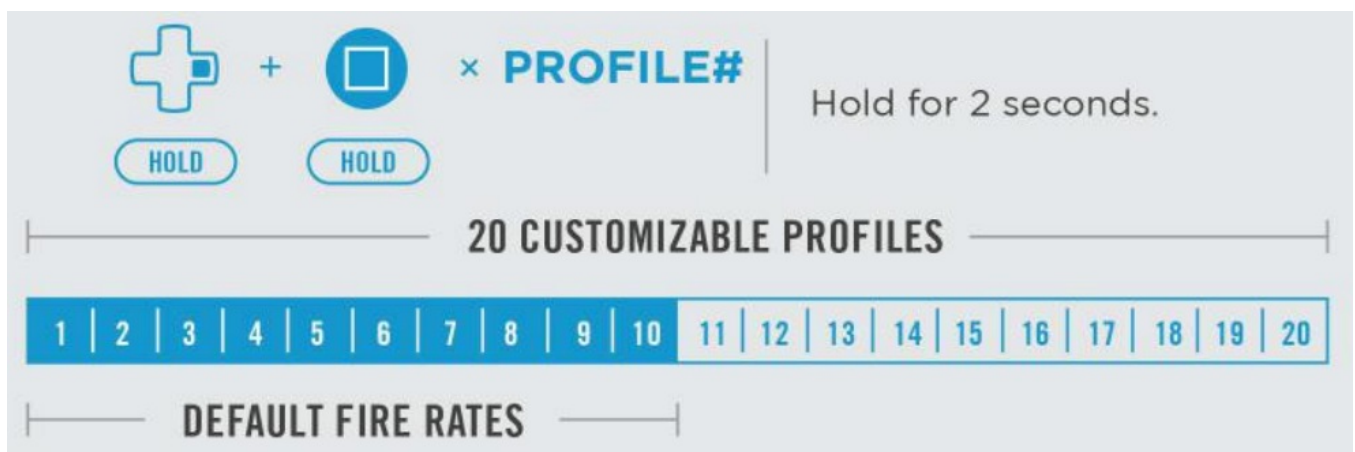 + × PROFILE#
Hold for 2 seconds.
HOLD HOLD
20 CUSTOMIZABLE PROFILES
1 | 2 | 3 | 4 | 5 | 6 | 7 | 8 | 9 | 10 11 | 12 | 13 | 14 | 15 | 16 | 17 | 18 | 19 | 20
DEFAULT FIRE RATES